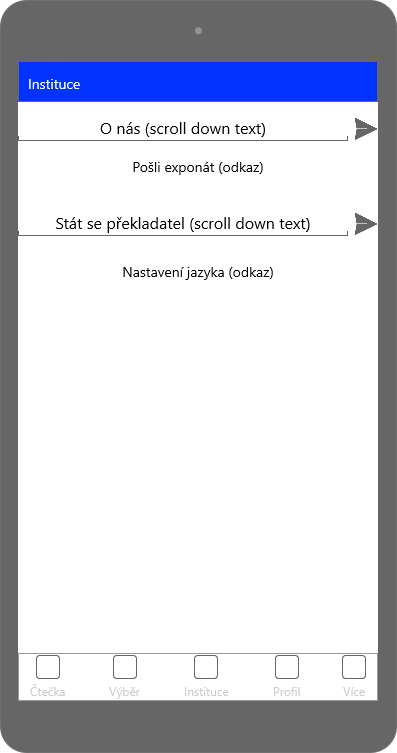 Instituce
O nás (scroll down text)
Pošli exponát (odkaz)
Stát se překladatel (scroll down text)
Nastavení jazyka (odkaz)
Čtečka Výběr Instituce Profil Více